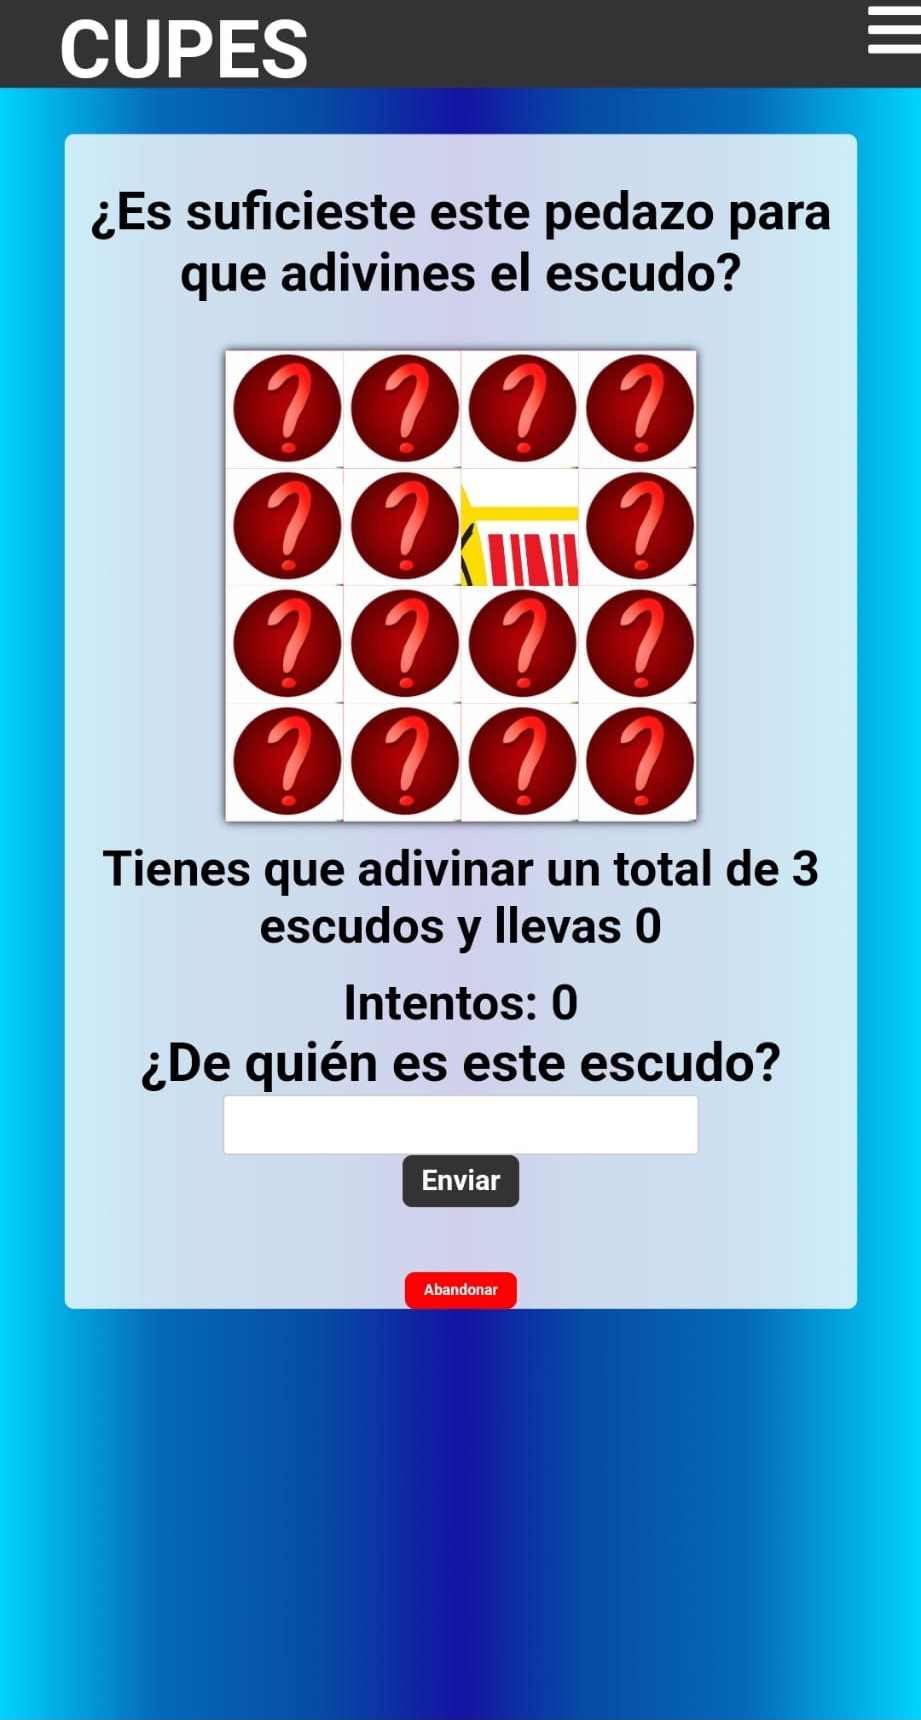 CUPES
¿Es suficieste este pedazo para
que adivines el escudo?
? ? ? ?
? ? ?
? ? ? ?
? ? ? ?
Tienes que adivinar un total de 3
escudos y llevas 0
Intentos: 0
¿De quién es este escudo?
Enviar
Abandonar